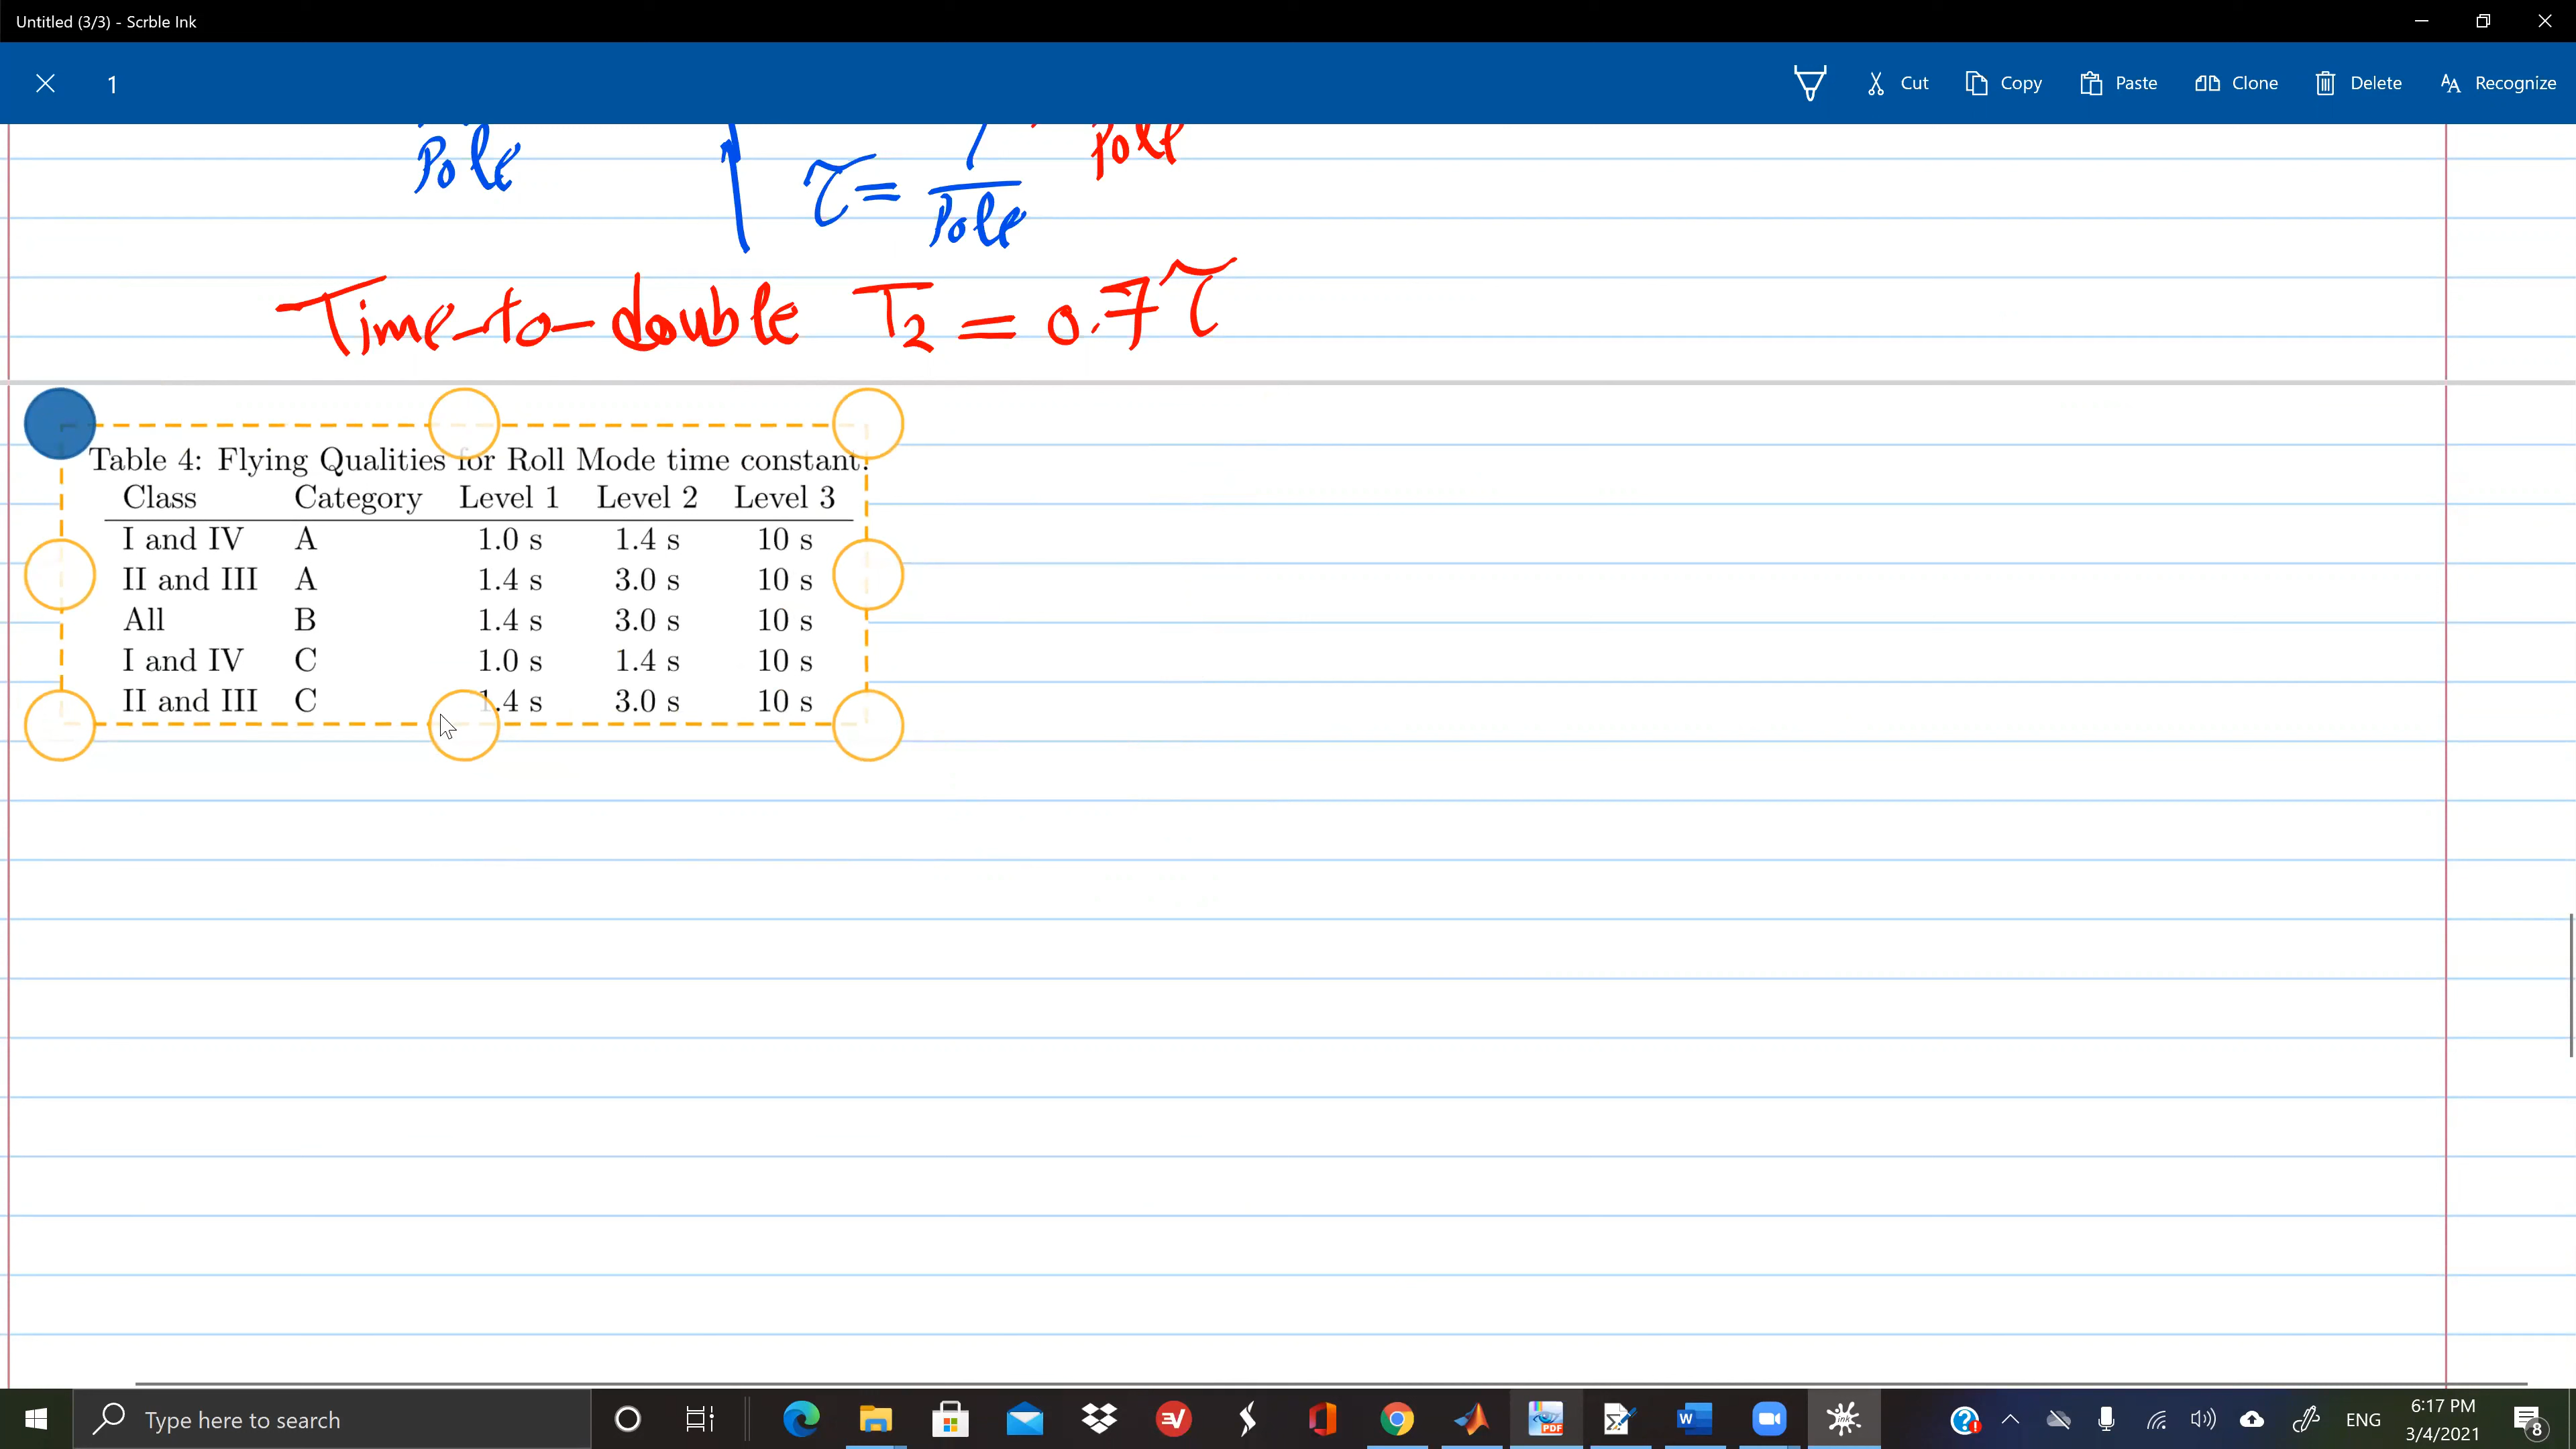 Untitled (3/3) - Scrble Ink
1
Cut Copy Paste Clone Delete Recognize
Pole
τ = 1/Pole
Pole
Time-to-double T₂ = 0.7τ
Table 4: Flying Qualities for Roll Mode time constant.
Class Category Level 1 Level 2 Level 3
I and IV A 1.0 s 1.4 s 10 s
II and III A 1.4 s 3.0 s 10 s
All B 1.4 s 3.0 s 10 s
I and IV C 1.0 s 1.4 s 10 s
II and III C 1.4 s 3.0 s 10 s
Type here to search
ENG
6:17 PM
3/4/2021
8